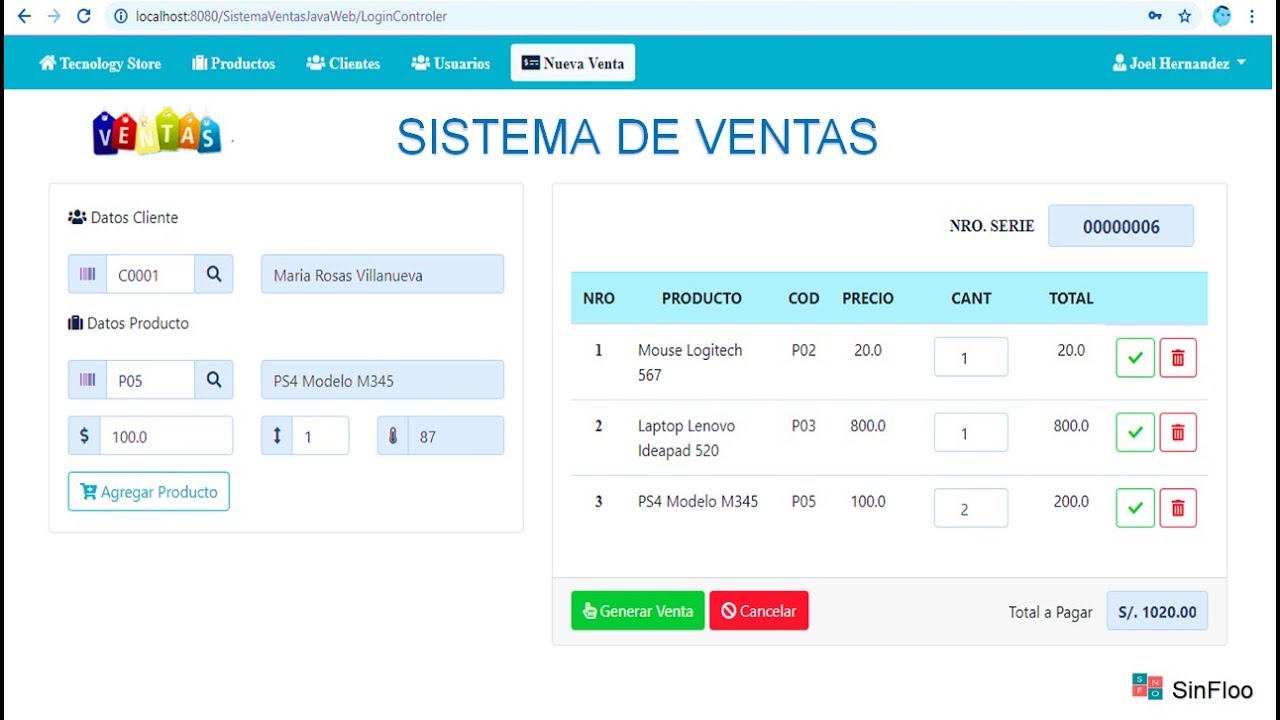 localhost:8080/SistemaVentasJavaWeb/LoginControler
Tecnology Store Productos Clientes Usuarios Nueva Venta Joel Hernandez
VENTAS .
SISTEMA DE VENTAS
Datos Cliente
C0001 Maria Rosas Villanueva
Datos Producto
P05 PS4 Modelo M345
$ 100.0 1 87
Agregar Producto
NRO. SERIE 00000006
NRO PRODUCTO COD PRECIO CANT TOTAL
1 Mouse Logitech 567 P02 20.0 1 20.0
2 Laptop Lenovo Ideapad 520 P03 800.0 1 800.0
3 PS4 Modelo M345 P05 100.0 2 200.0
Generar Venta Cancelar Total a Pagar S/. 1020.00
S N F O SinFloo